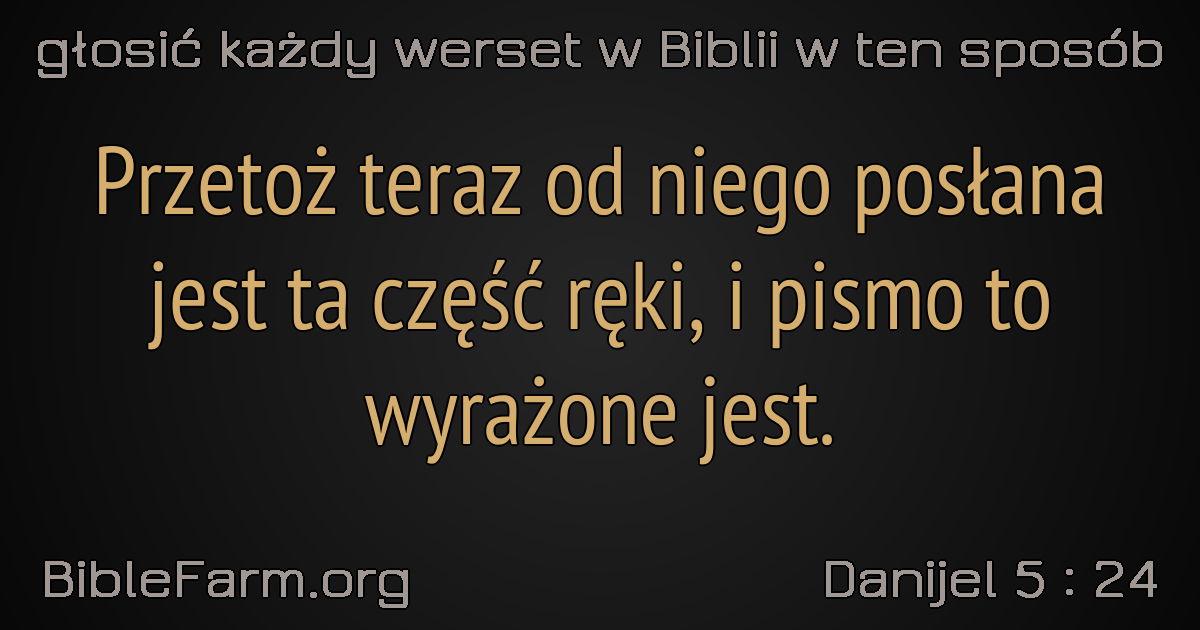 głosić każdy werset w Biblii w ten sposób
Przetoż teraz od niego posłana
jest ta część ręki, i pismo to
wyrażone jest.
BibleFarm.org
Danijel 5 : 24